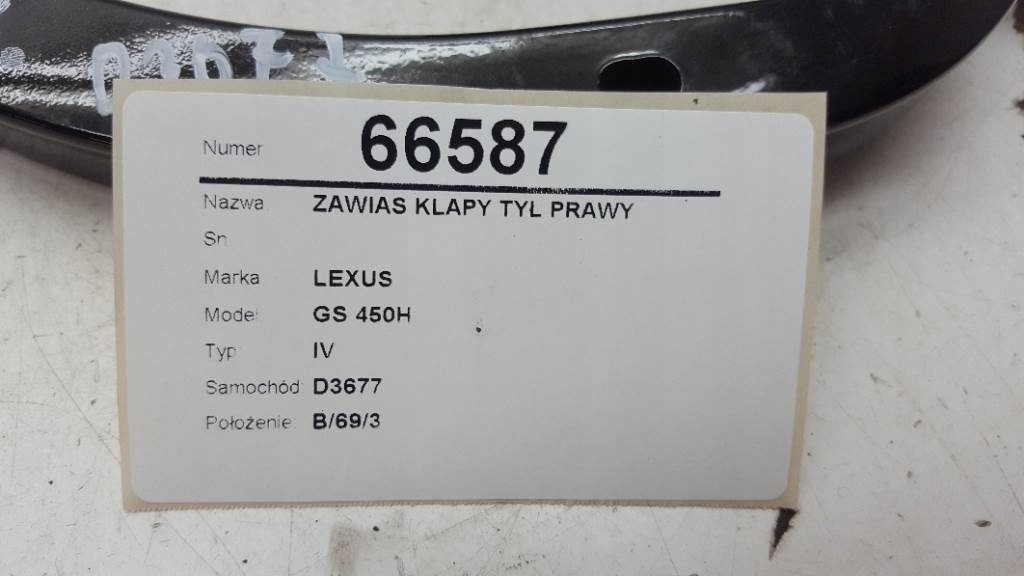 Numer 66587
Nazwa ZAWIAS KLAPY TYL PRAWY
Sn
Marka LEXUS
Model GS 450H
Typ IV
Samochód: D3677
Położenie: B/69/3